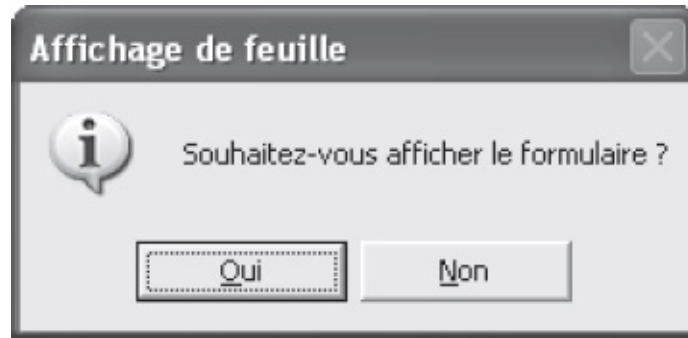 Affichage de feuille
Souhaitez-vous afficher le formulaire ?
Oui
Non